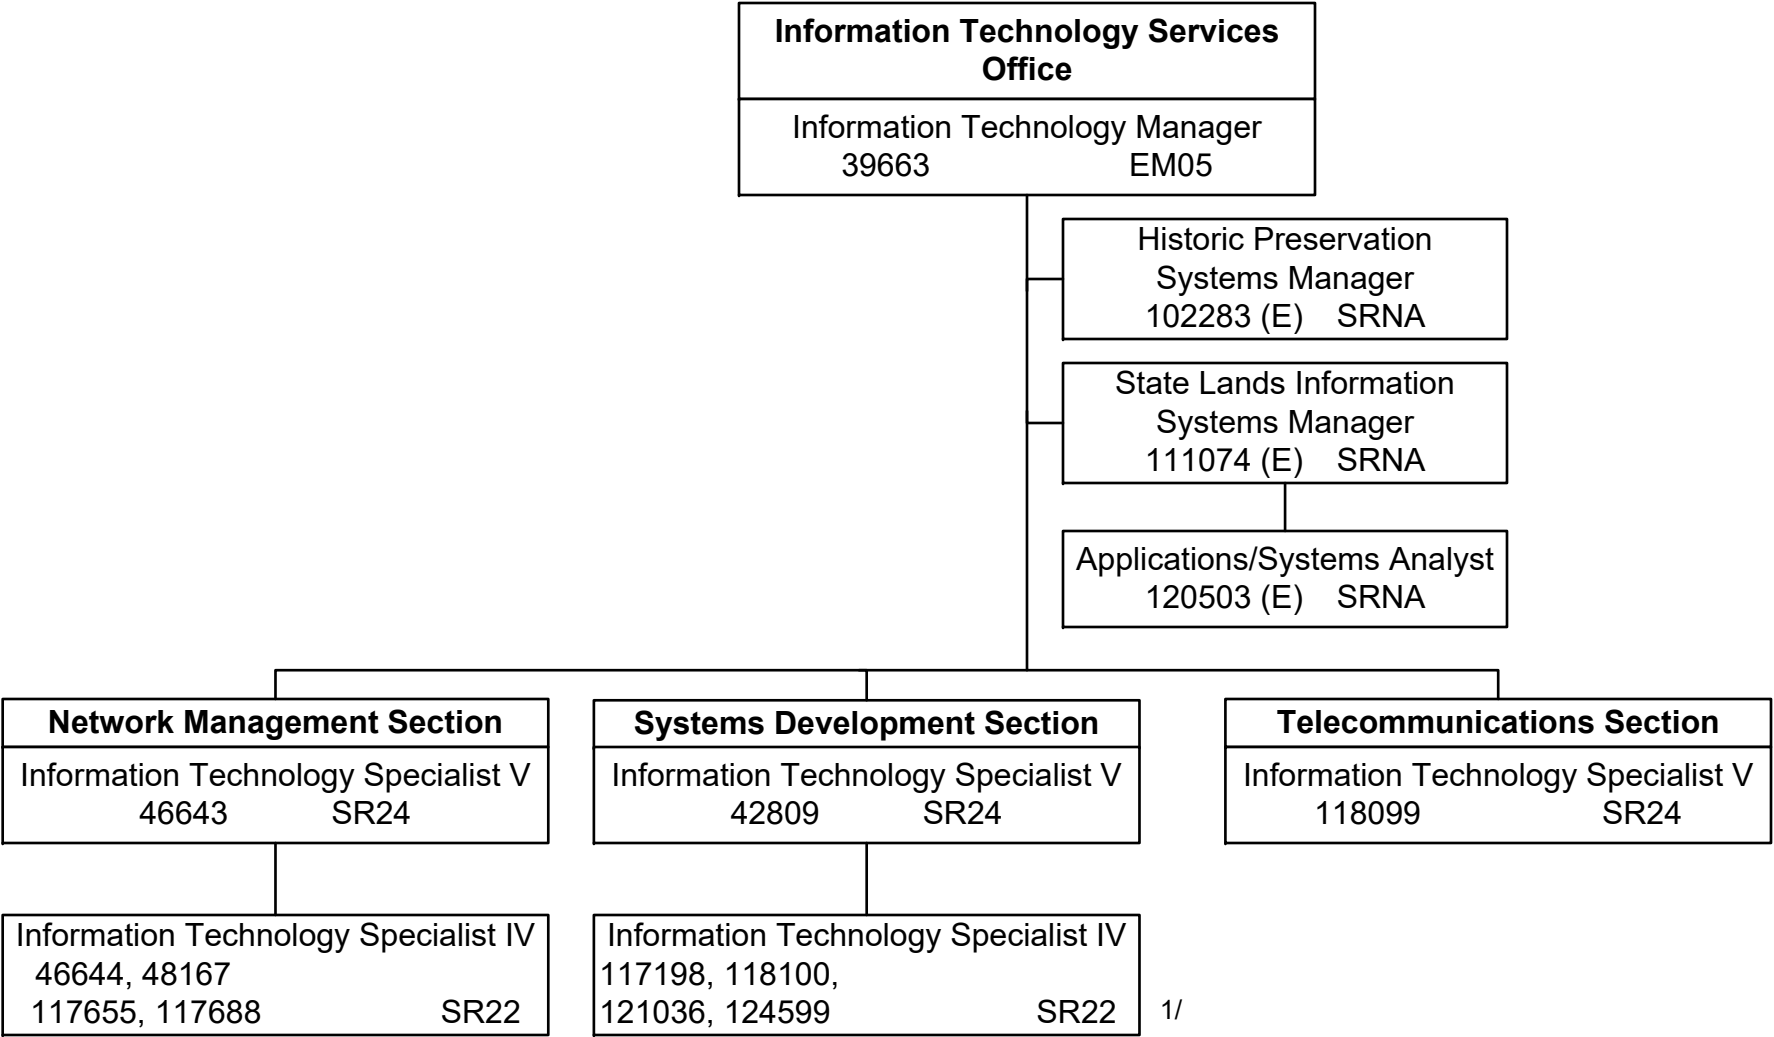 Information Technology Services
Office
Information Technology Manager
39663 EM05
Historic Preservation
Systems Manager
102283 (E) SRNA
State Lands Information
Systems Manager
111074 (E) SRNA
Applications/Systems Analyst
120503 (E) SRNA
Network Management Section
Information Technology Specialist V
46643 SR24
Information Technology Specialist IV
46644, 48167
117655, 117688 SR22
Systems Development Section
Information Technology Specialist V
42809 SR24
Information Technology Specialist IV
117198, 118100,
121036, 124599 SR22 1/
Telecommunications Section
Information Technology Specialist V
118099 SR24